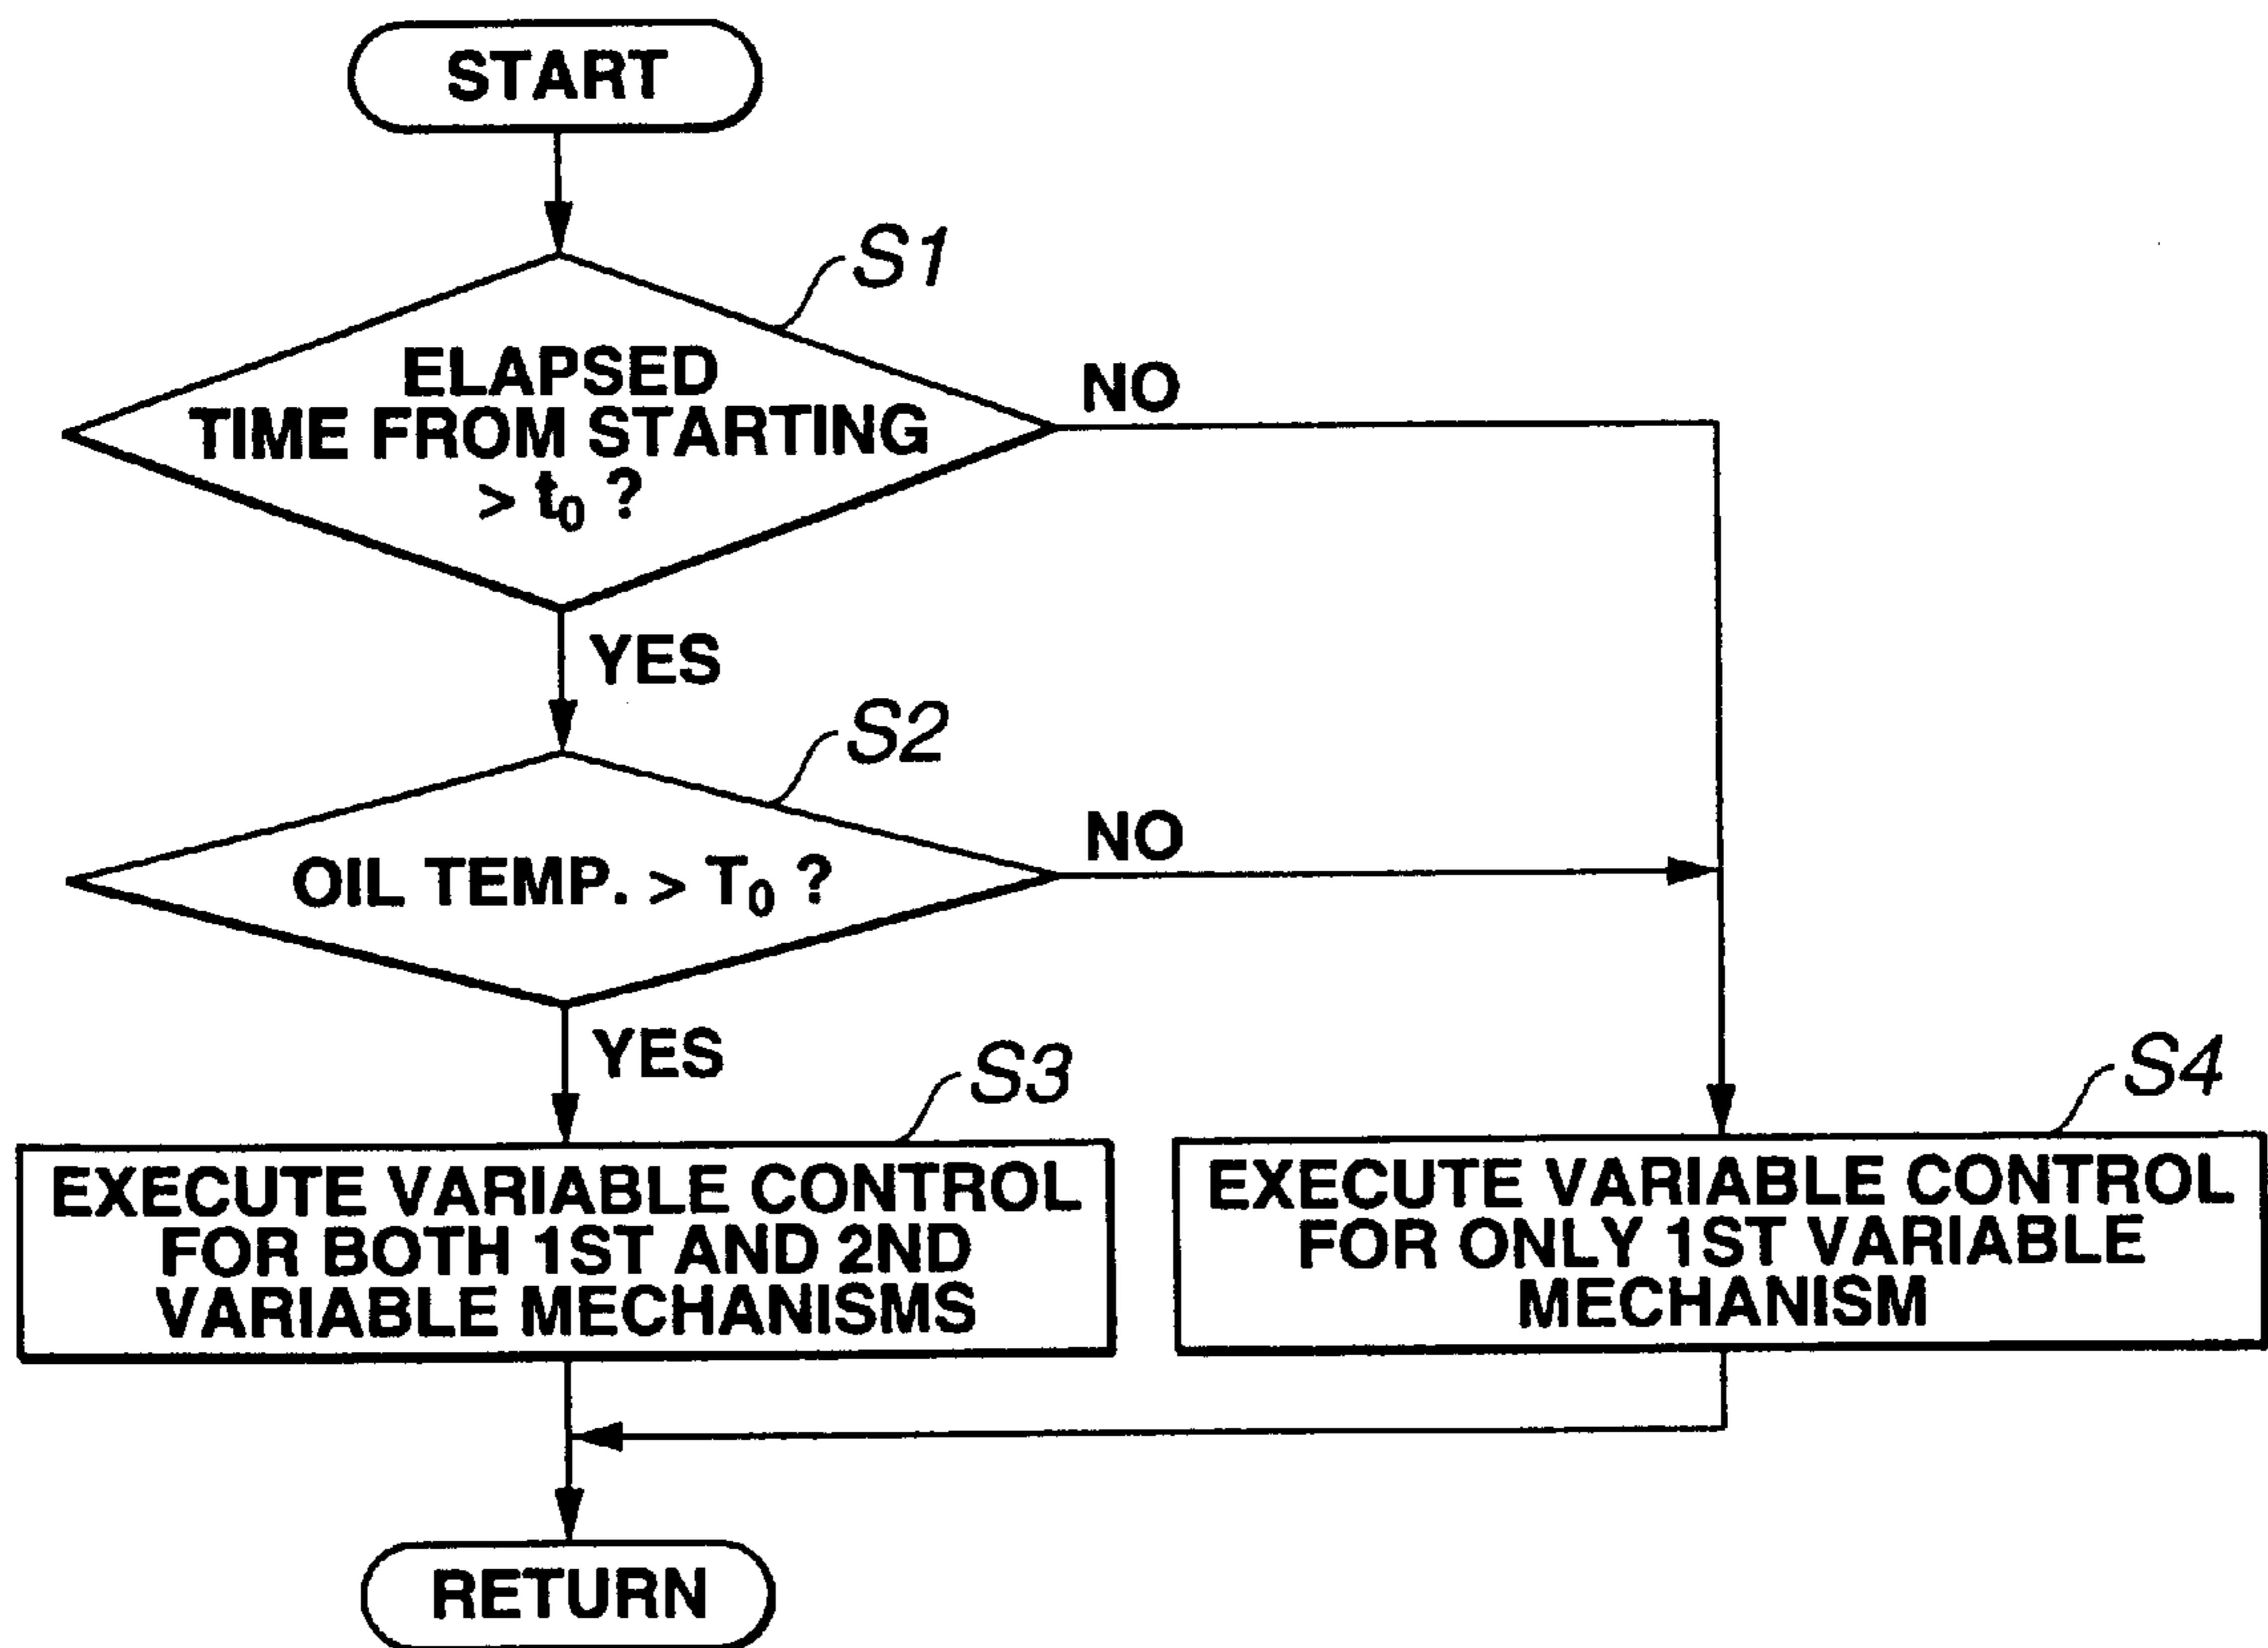 START
S1
ELAPSED
TIME FROM STARTING
> t₀ ?
NO
YES
S2
OIL TEMP. > T₀ ?
NO
YES
S3
EXECUTE VARIABLE CONTROL
FOR BOTH 1ST AND 2ND
VARIABLE MECHANISMS
S4
EXECUTE VARIABLE CONTROL
FOR ONLY 1ST VARIABLE
MECHANISM
RETURN